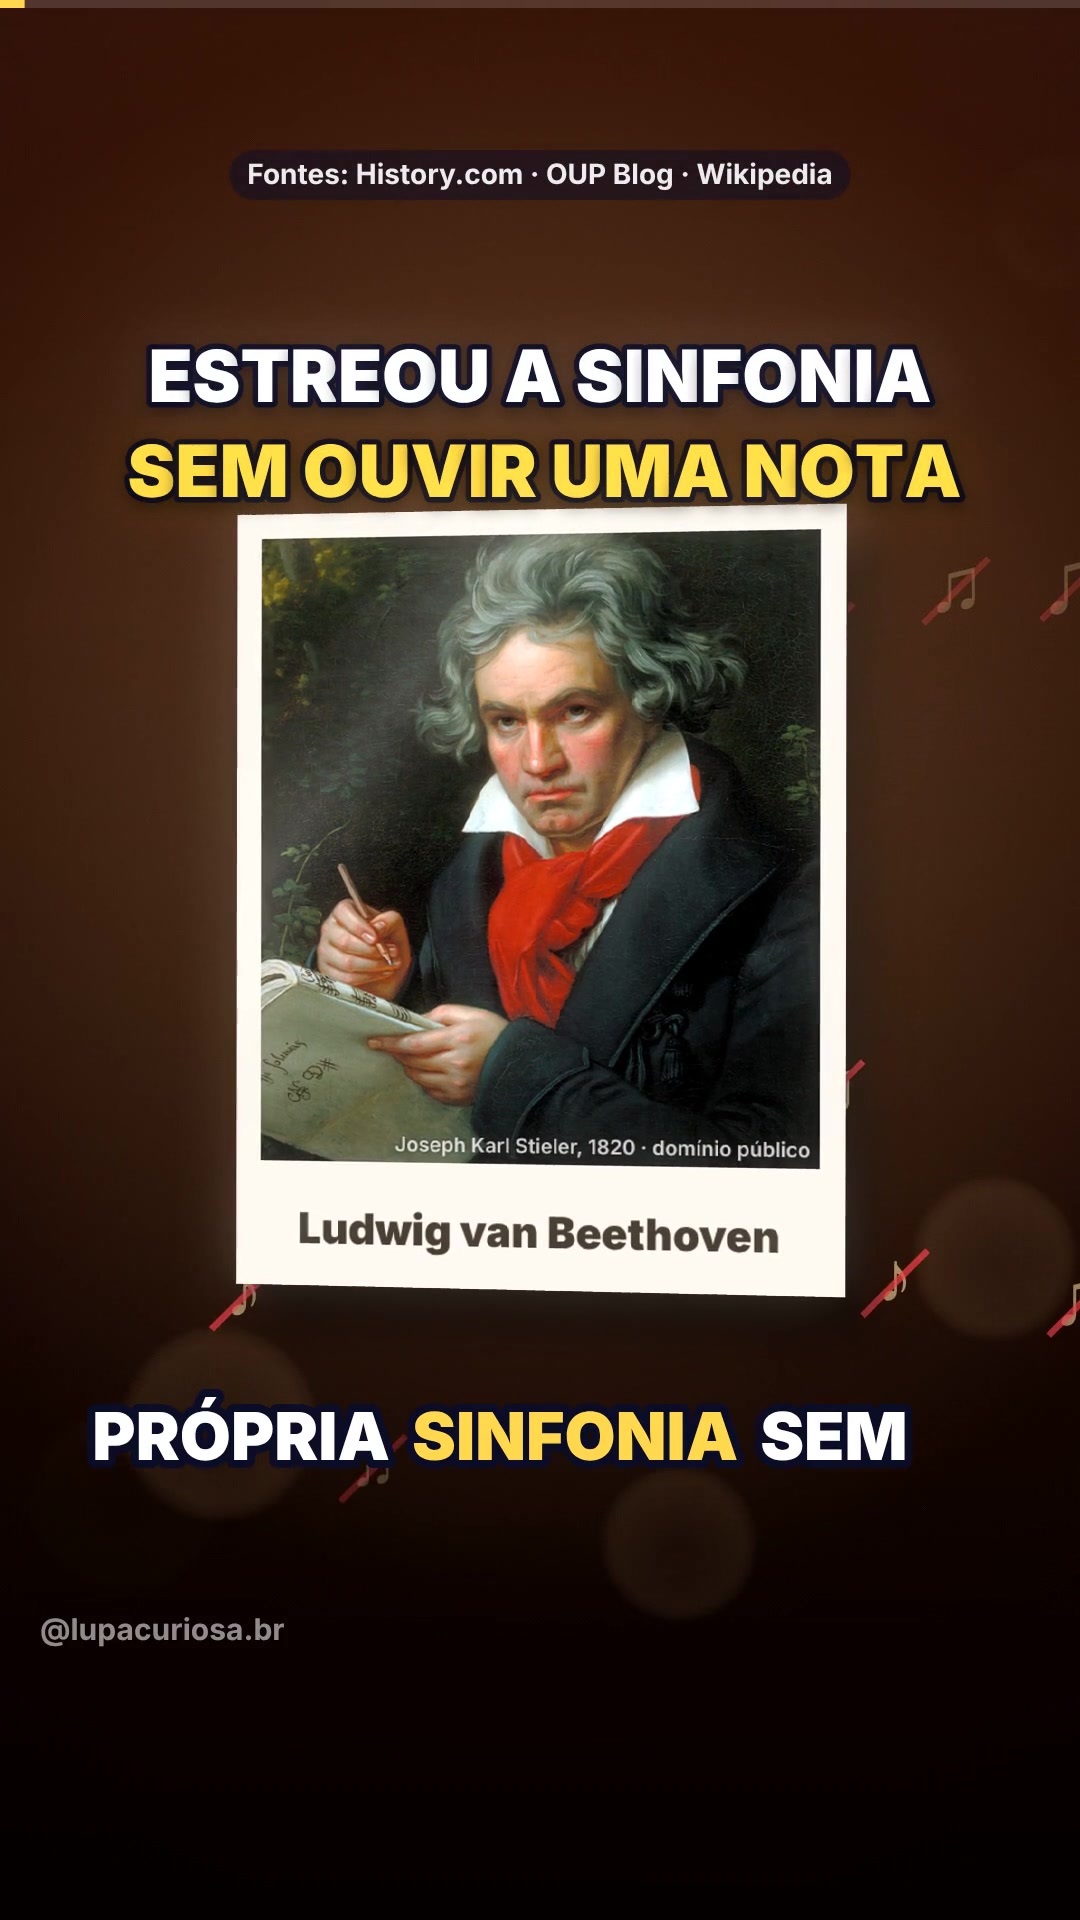 Fontes: History.com · OUP Blog · Wikipedia
ESTREOU A SINFONIA
SEM OUVIR UMA NOTA
Joseph Karl Stieler, 1820 · domínio público
Ludwig van Beethoven
PRÓPRIA SINFONIA SEM
@lupacuriosa.br